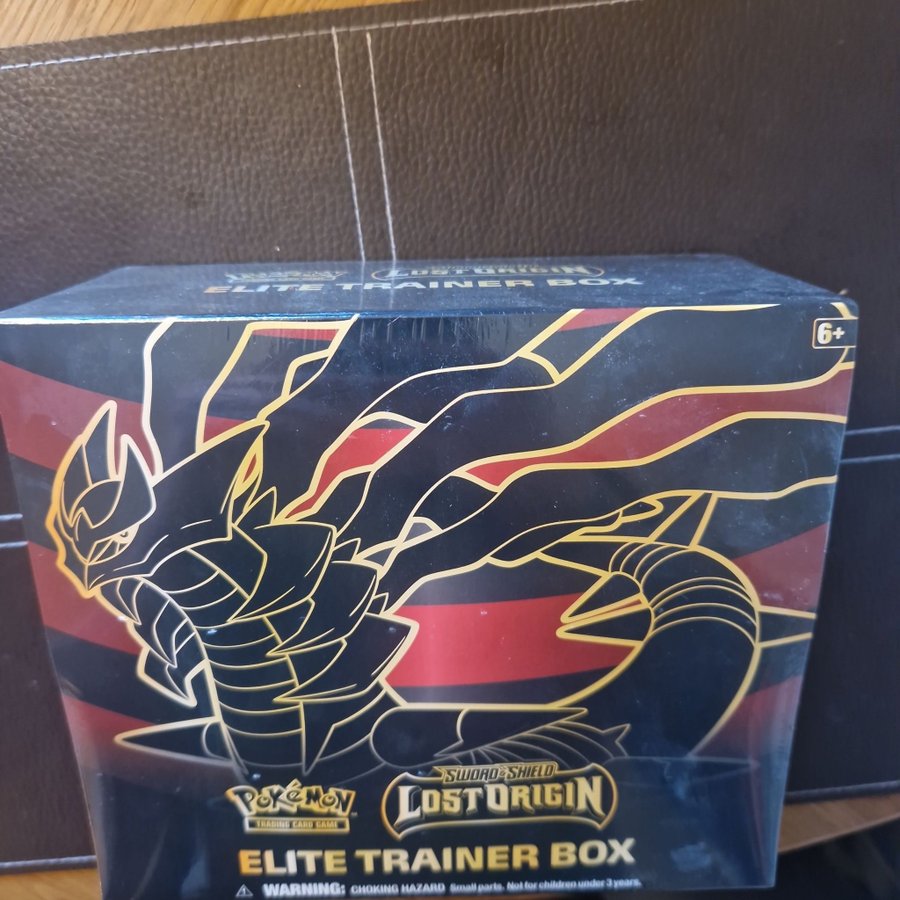 Pokémon LOST ORIGIN
ELITE TRAINER BOX
6+
Pokémon
TRADING CARD GAME
SWORD & SHIELD
LOST ORIGIN
ELITE TRAINER BOX
⚠ WARNING: CHOKING HAZARD Small parts. Not for children under 3 years.